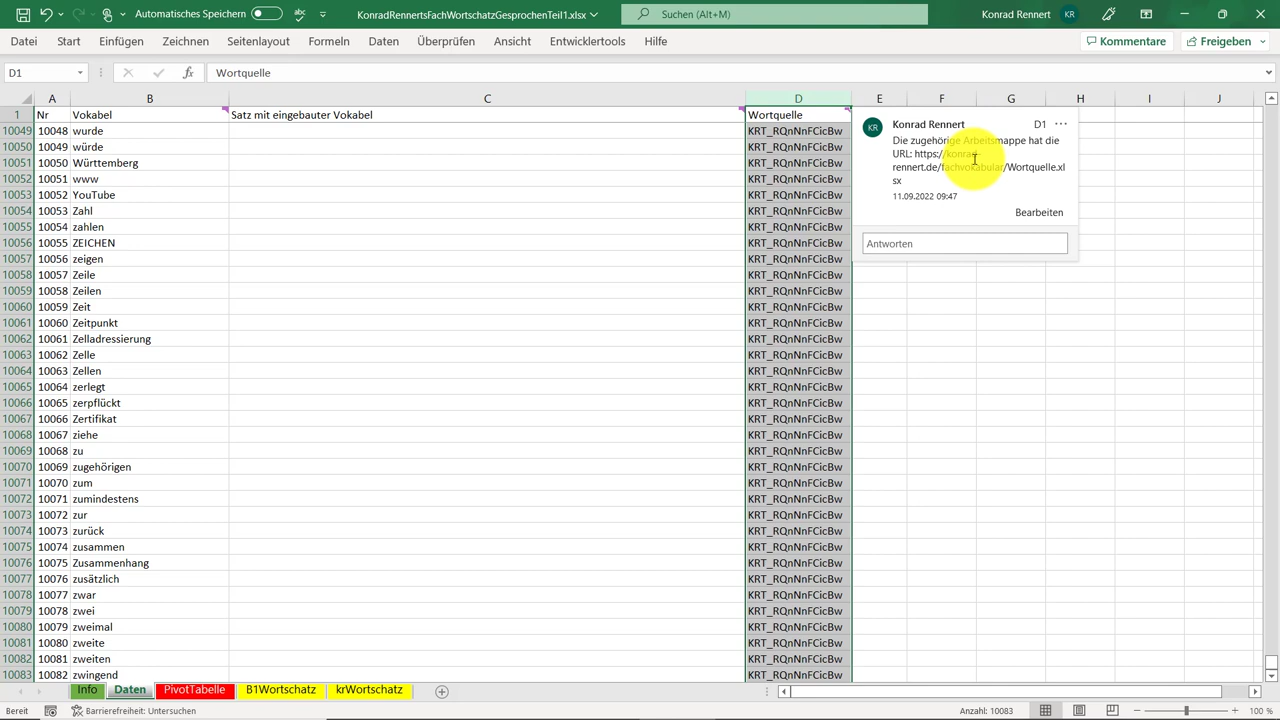 Automatisches Speichern
KonradRennertsFachWortschatzGesprochenTeil1.xlsx
Suchen (Alt+M)
Konrad Rennert KR
Datei Start Einfügen Zeichnen Seitenlayout Formeln Daten Überprüfen Ansicht Entwicklertools Hilfe
Kommentare Freigeben
D1 fx Wortquelle
A B C D E F G H I J
1 Nr Vokabel Satz mit eingebauter Vokabel Wortquelle
10049 10048 wurde KRT_RQnNnFCicBw
10050 10049 würde KRT_RQnNnFCicBw
10051 10050 Württemberg KRT_RQnNnFCicBw
10052 10051 www KRT_RQnNnFCicBw
10053 10052 YouTube KRT_RQnNnFCicBw
10054 10053 Zahl KRT_RQnNnFCicBw
10055 10054 zahlen KRT_RQnNnFCicBw
10056 10055 ZEICHEN KRT_RQnNnFCicBw
10057 10056 zeigen KRT_RQnNnFCicBw
10058 10057 Zeile KRT_RQnNnFCicBw
10059 10058 Zeilen KRT_RQnNnFCicBw
10060 10059 Zeit KRT_RQnNnFCicBw
10061 10060 Zeitpunkt KRT_RQnNnFCicBw
10062 10061 Zelladressierung KRT_RQnNnFCicBw
10063 10062 Zelle KRT_RQnNnFCicBw
10064 10063 Zellen KRT_RQnNnFCicBw
10065 10064 zerlegt KRT_RQnNnFCicBw
10066 10065 zerpflückt KRT_RQnNnFCicBw
10067 10066 Zertifikat KRT_RQnNnFCicBw
10068 10067 ziehe KRT_RQnNnFCicBw
10069 10068 zu KRT_RQnNnFCicBw
10070 10069 zugehörigen KRT_RQnNnFCicBw
10071 10070 zum KRT_RQnNnFCicBw
10072 10071 zumindestens KRT_RQnNnFCicBw
10073 10072 zur KRT_RQnNnFCicBw
10074 10073 zurück KRT_RQnNnFCicBw
10075 10074 zusammen KRT_RQnNnFCicBw
10076 10075 Zusammenhang KRT_RQnNnFCicBw
10077 10076 zusätzlich KRT_RQnNnFCicBw
10078 10077 zwar KRT_RQnNnFCicBw
10079 10078 zwei KRT_RQnNnFCicBw
10080 10079 zweimal KRT_RQnNnFCicBw
10081 10080 zweite KRT_RQnNnFCicBw
10082 10081 zweiten KRT_RQnNnFCicBw
10083 10082 zwingend KRT_RQnNnFCicBw
KR Konrad Rennert D1
Die zugehörige Arbeitsmappe hat die
URL: https://konrad-
rennert.de/fachvokabular/Wortquelle.xl
sx
11.09.2022 09:47
Bearbeiten
Antworten
Info Daten PivotTabelle B1Wortschatz krWortschatz
Bereit Barrierefreiheit: Untersuchen Anzahl: 10083 100 %